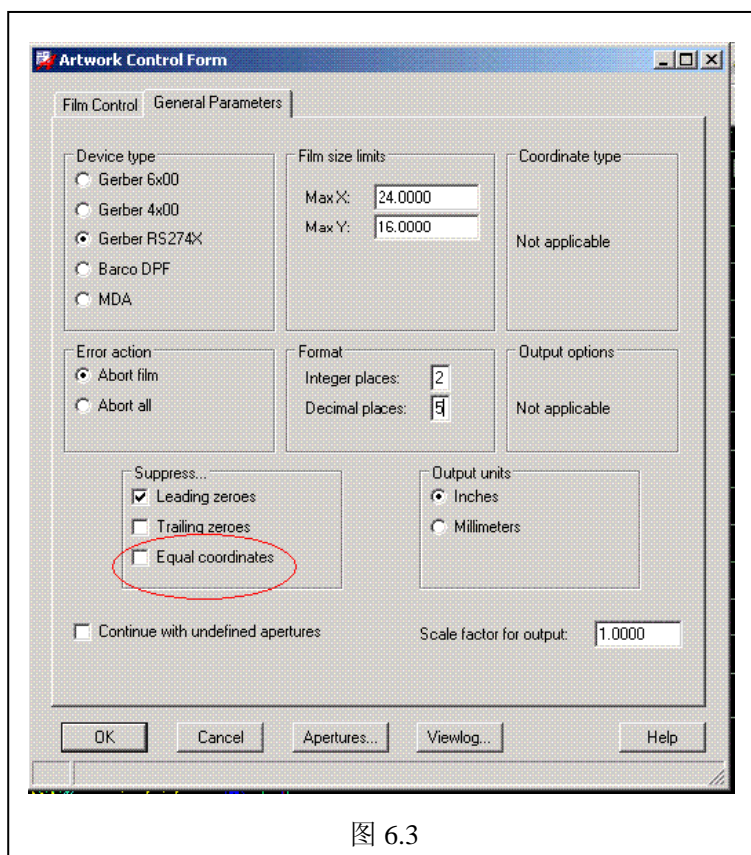 Artwork Control Form
Film Control General Parameters
Device type
Gerber 6x00
Gerber 4x00
Gerber RS274X
Barco DPF
MDA
Film size limits
Max X: 24.0000
Max Y: 16.0000
Coordinate type
Not applicable
Error action
Abort film
Abort all
Format
Integer places: 2
Decimal places: 5
Output options
Not applicable
Suppress...
Leading zeroes
Trailing zeroes
Equal coordinates
Output units
Inches
Millimeters
Continue with undefined apertures
Scale factor for output: 1.0000
OK Cancel Apertures... Viewlog... Help
图 6.3